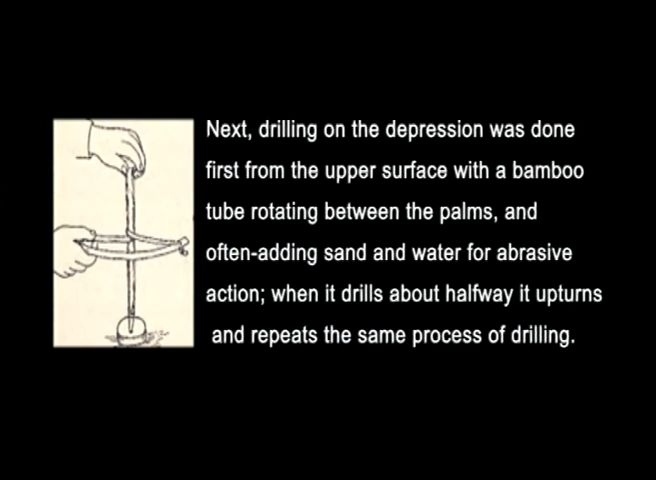 Next, drilling on the depression was done
first from the upper surface with a bamboo
tube rotating between the palms, and
often-adding sand and water for abrasive
action; when it drills about halfway it upturns
and repeats the same process of drilling.